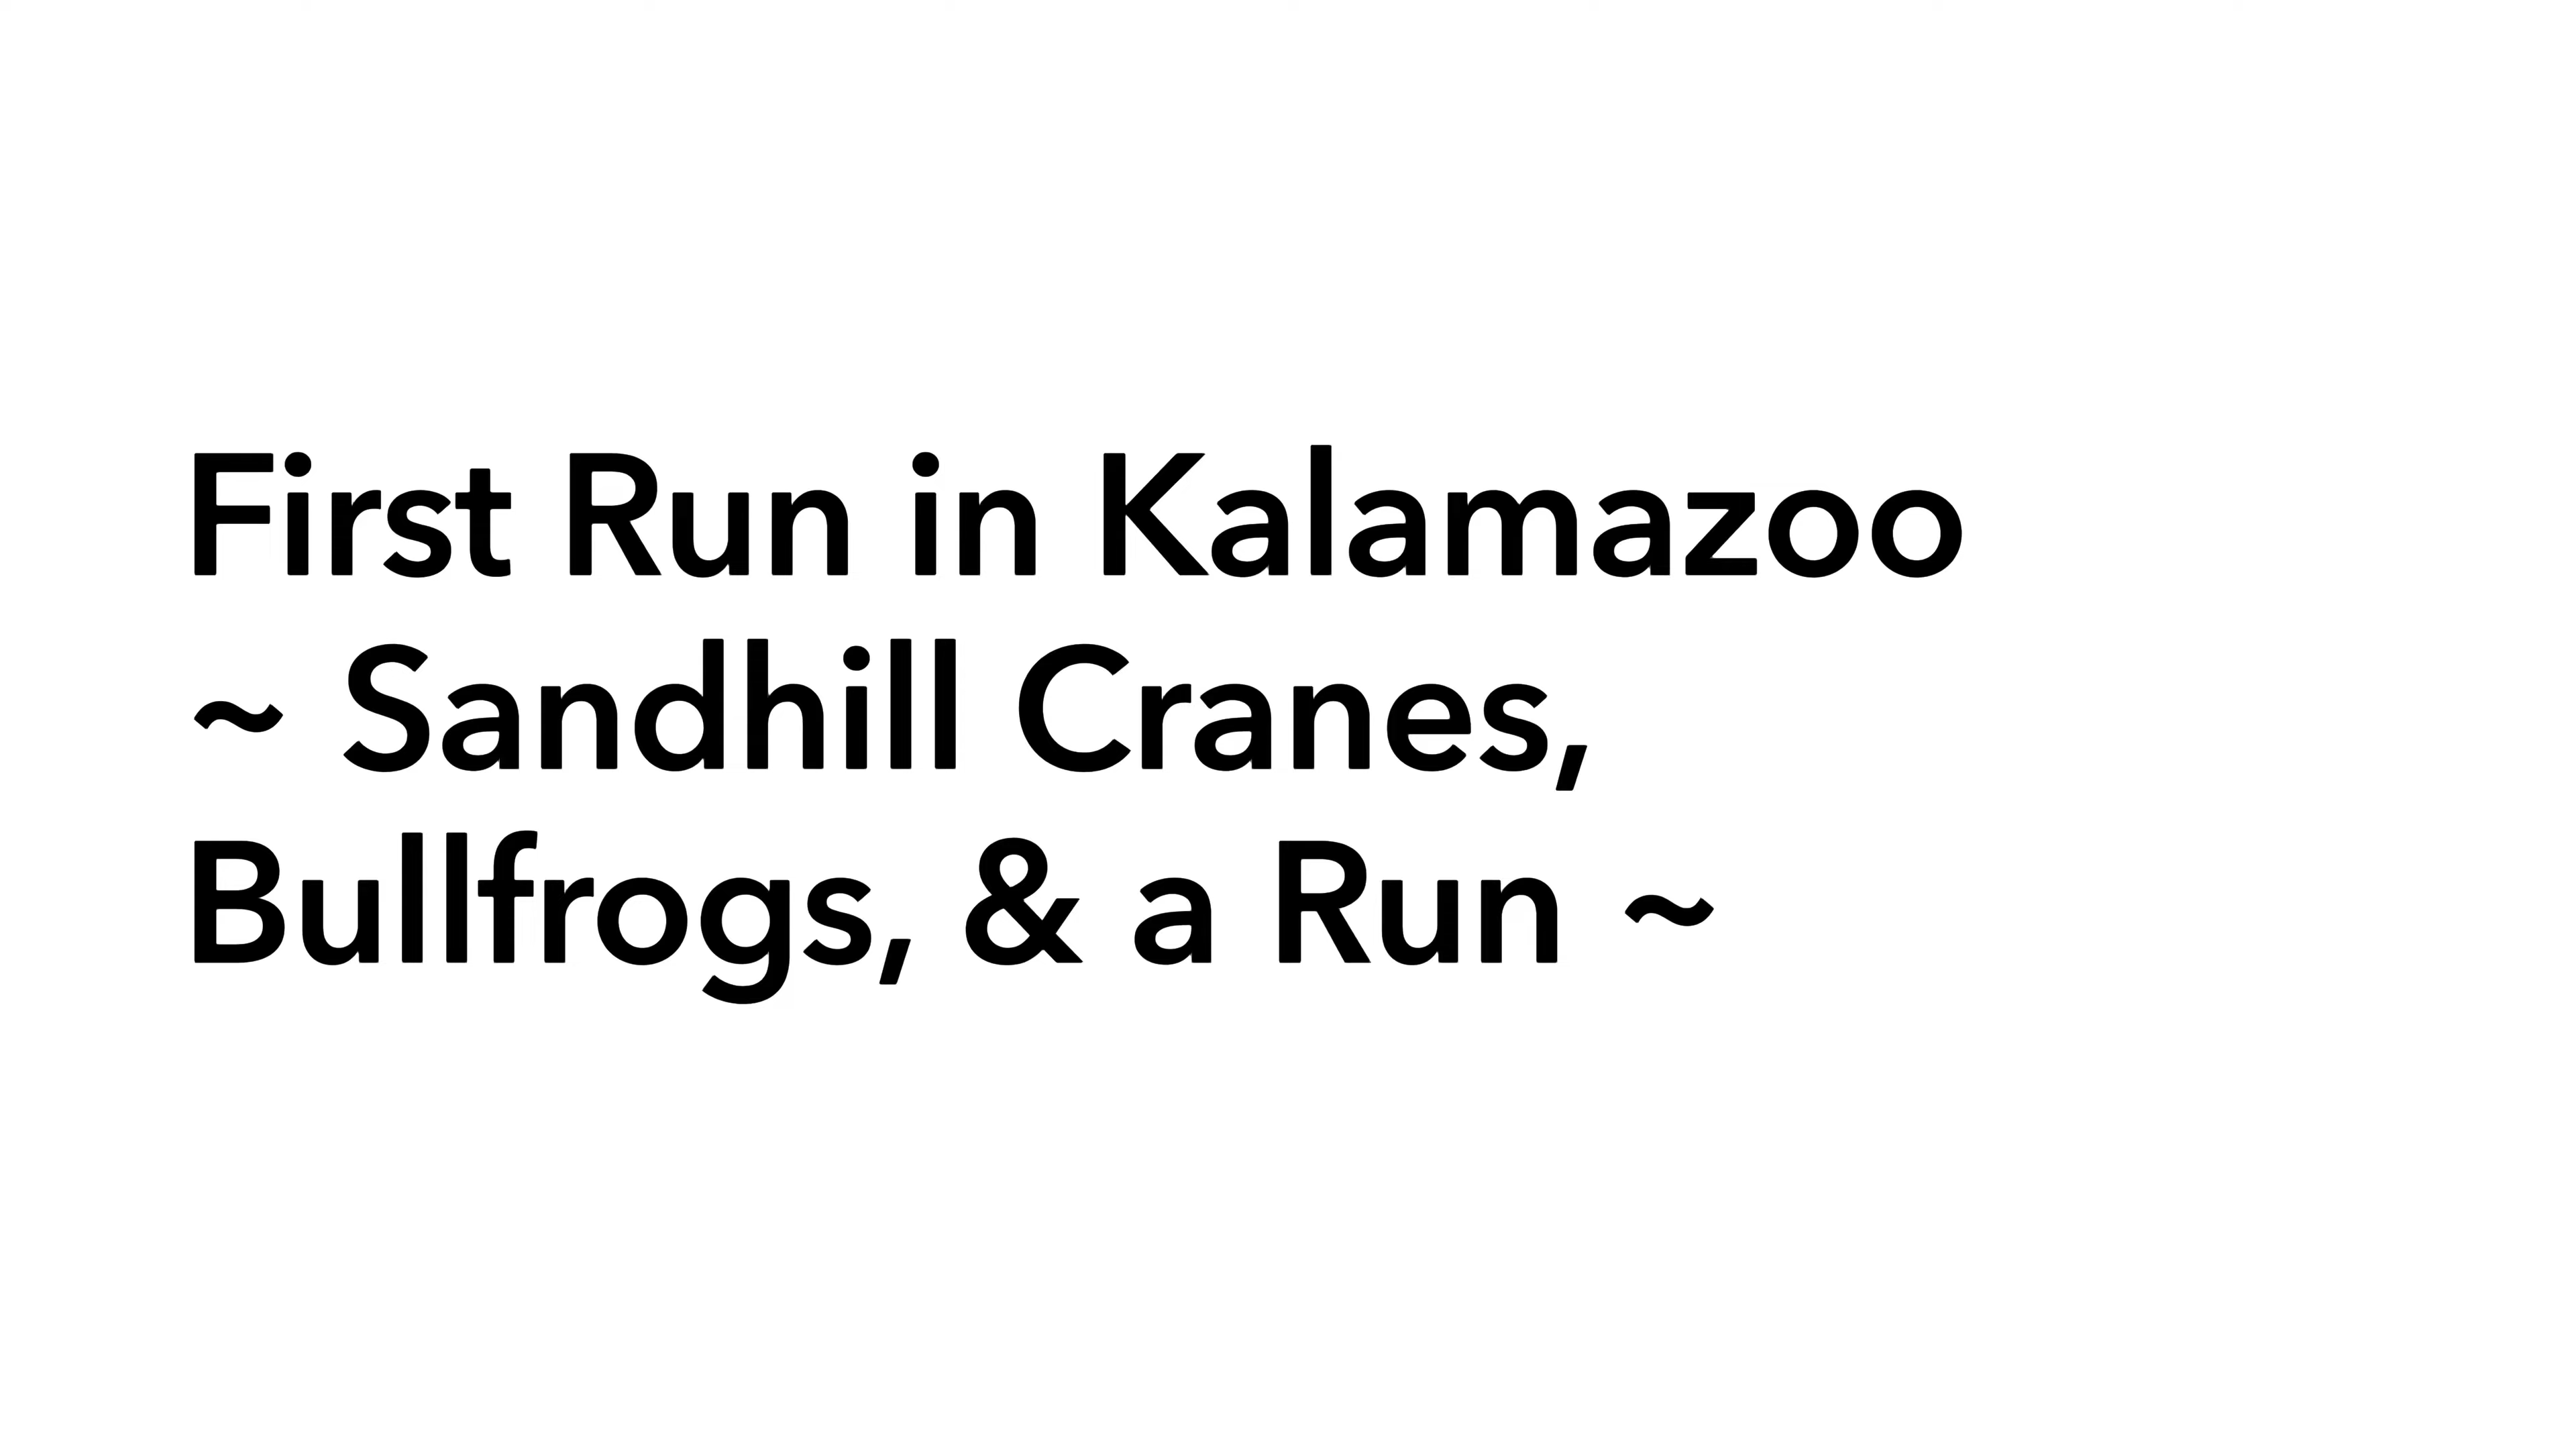 First Run in Kalamazoo
~ Sandhill Cranes,
Bullfrogs, & a Run ~